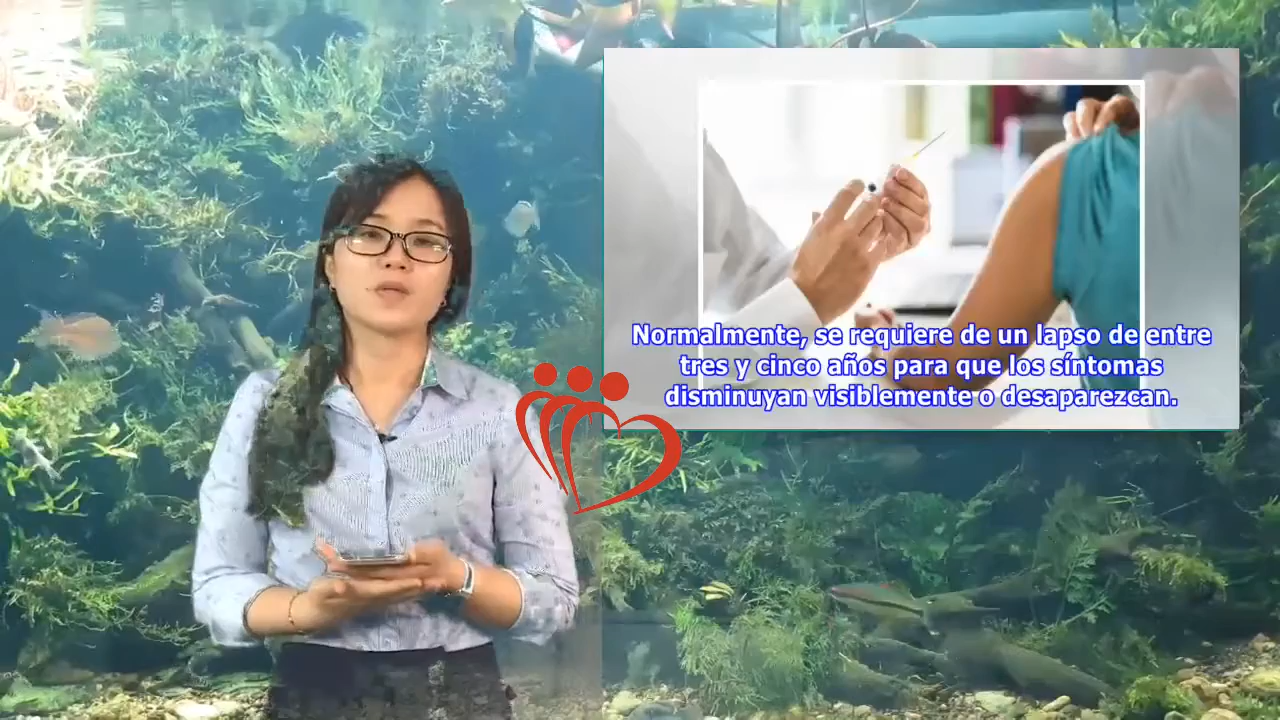 Normalmente, se requiere de un lapso de entre
tres y cinco años para que los síntomas
disminuyan visiblemente o desaparezcan.